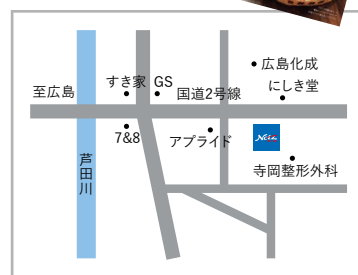 広島化成
すき家 GS
にしき堂
至広島
国道2号線
7&8
アプライド
芦田川
寺岡整形外科